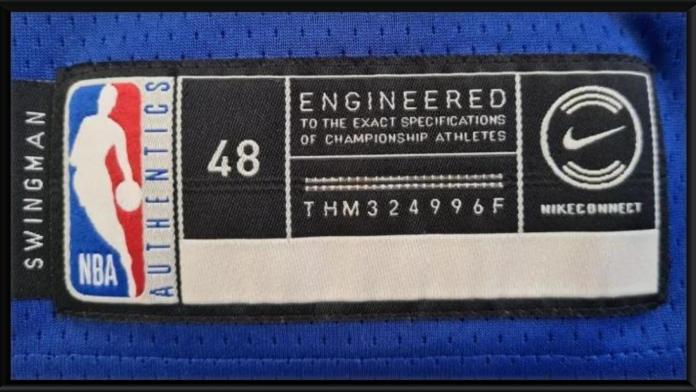 SWINGMAN
NBA
AUTHENTICS
48
ENGINEERED
TO THE EXACT SPECIFICATIONS
OF CHAMPIONSHIP ATHLETES
THM324996F
NIKECONNECT